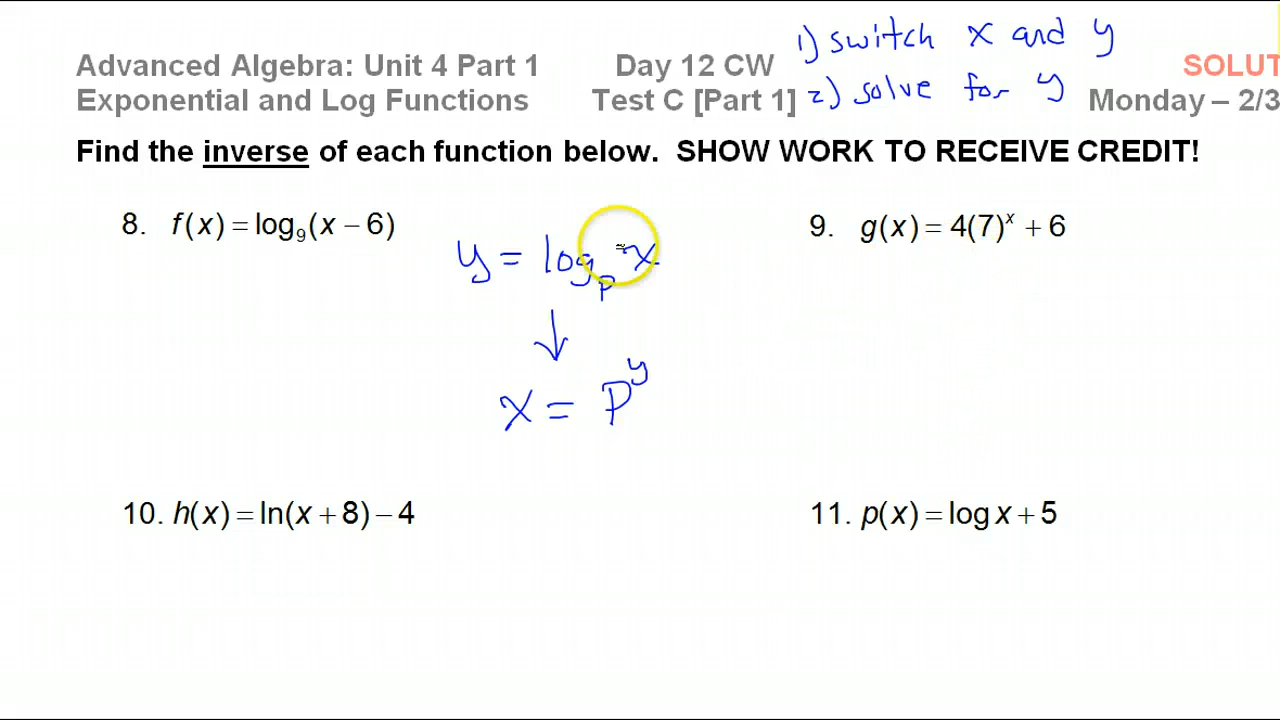 1) switch x and y
Advanced Algebra: Unit 4 Part 1 Day 12 CW SOLUT
Exponential and Log Functions Test C [Part 1] 2) solve for y Monday – 2/3
Find the inverse of each function below. SHOW WORK TO RECEIVE CREDIT!
8. f(x) = log₉(x − 6) 9. g(x) = 4(7)ˣ + 6
y = logₚ x
↓
x = pʸ
10. h(x) = ln(x + 8) − 4 11. p(x) = log x + 5